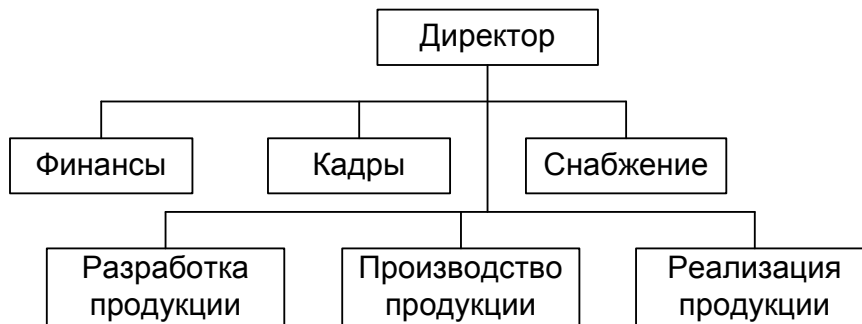 Директор
Финансы
Кадры
Снабжение
Разработка
продукции
Производство
продукции
Реализация
продукции